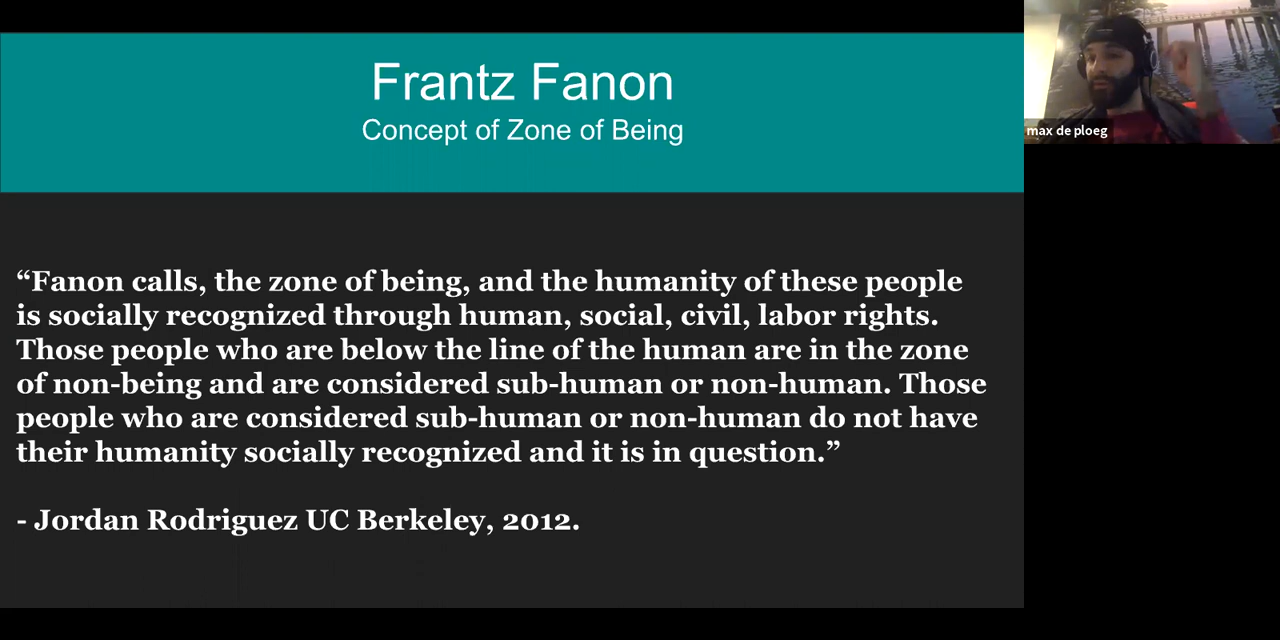 Frantz Fanon
Concept of Zone of Being
max de ploeg
“Fanon calls, the zone of being, and the humanity of these people
is socially recognized through human, social, civil, labor rights.
Those people who are below the line of the human are in the zone
of non-being and are considered sub-human or non-human. Those
people who are considered sub-human or non-human do not have
their humanity socially recognized and it is in question.”
- Jordan Rodriguez UC Berkeley, 2012.